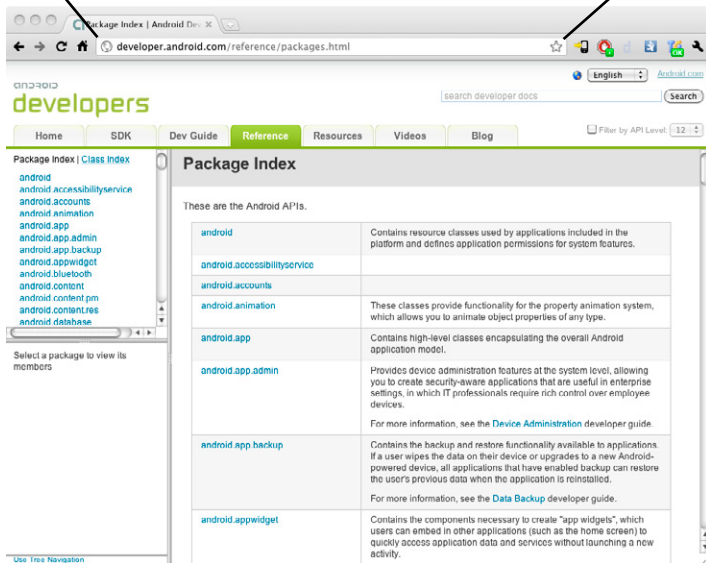 Package Index | Android Dev
developer.android.com/reference/packages.html
English
Android.com
android
developers
search developer docs
Search
Home
SDK
Dev Guide
Reference
Resources
Videos
Blog
Filter by API Level: 12
Package Index | Class Index
android
android.accessibilityservice
android.accounts
android.animation
android.app
android.app.admin
android.app.backup
android.appwidget
android.bluetooth
android.content
android.content.pm
android.content.res
android.database
Select a package to view its
members
Use Tree Navigation
Package Index
These are the Android APIs.
android
Contains resource classes used by applications included in the
platform and defines application permissions for system features.
android.accessibilityservice
android.accounts
android.animation
These classes provide functionality for the property animation system,
which allows you to animate object properties of any type.
android.app
Contains high-level classes encapsulating the overall Android
application model.
android.app.admin
Provides device administration features at the system level, allowing
you to create security-aware applications that are useful in enterprise
settings, in which IT professionals require rich control over employee
devices.
For more information, see the Device Administration developer guide.
android.app.backup
Contains the backup and restore functionality available to applications.
If a user wipes the data on their device or upgrades to a new Android-
powered device, all applications that have enabled backup can restore
the user's previous data when the application is reinstalled.
For more information, see the Data Backup developer guide.
android.appwidget
Contains the components necessary to create "app widgets", which
users can embed in other applications (such as the home screen) to
quickly access application data and services without launching a new
activity.